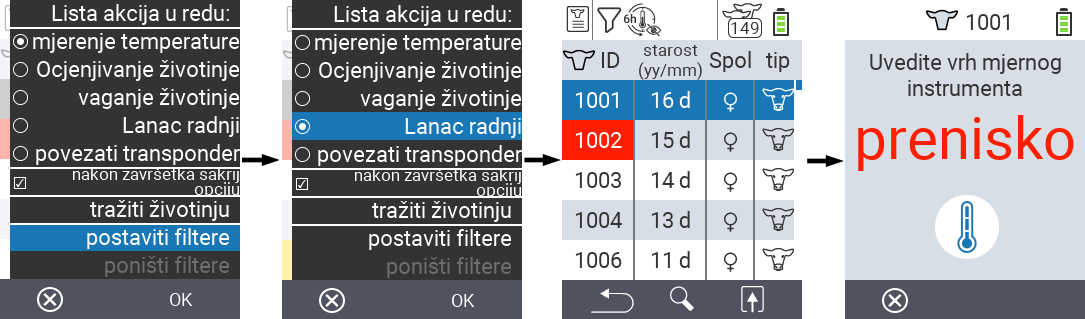 Lista akcija u redu:
mjerenje temperature
Ocjenjivanje životinje
vaganje životinje
Lanac radnji
povezati transponder
nakon završetka sakrij
opciju
tražiti životinju
postaviti filtere
poništi filtere
OK
Lista akcija u redu:
mjerenje temperature
Ocjenjivanje životinje
vaganje životinje
Lanac radnji
povezati transponder
nakon završetka sakrij
opciju
tražiti životinju
postaviti filtere
poništi filtere
OK
6h
149
ID starost (yy/mm) Spol tip
1001 16 d ♀
1002 15 d ♀
1003 14 d ♀
1004 13 d ♀
1006 11 d ♀
1001
Uvedite vrh mjernog
instrumenta
prenisko